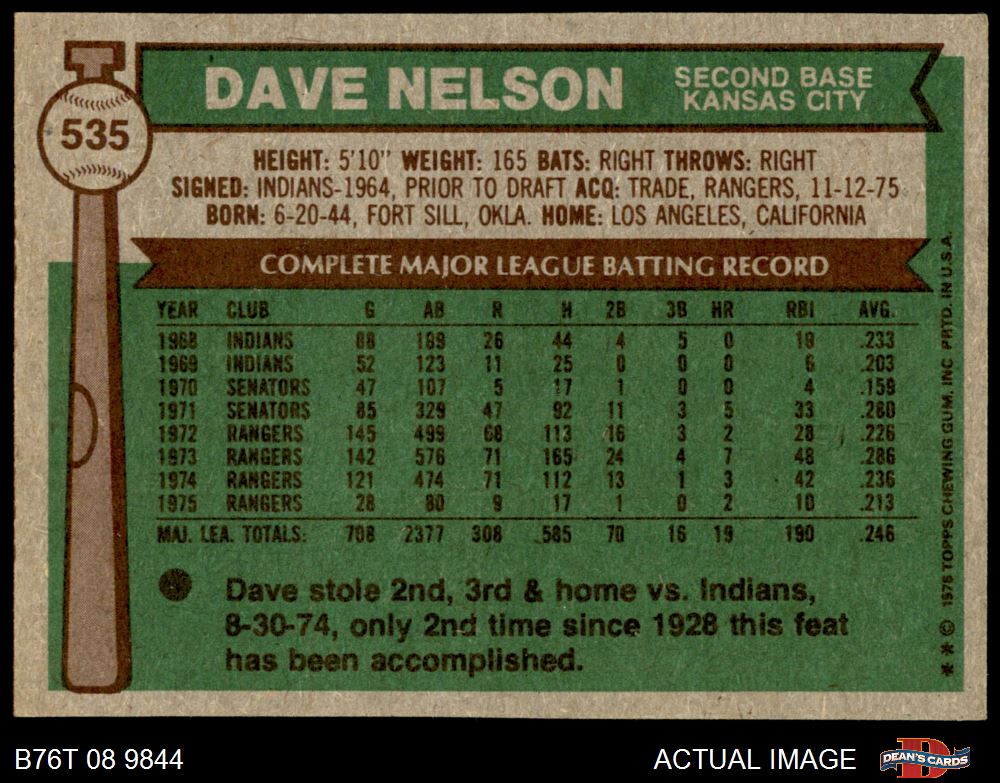 DAVE NELSON
SECOND BASE
KANSAS CITY
535
HEIGHT: 5'10" WEIGHT: 165 BATS: RIGHT THROWS: RIGHT
SIGNED: INDIANS-1964, PRIOR TO DRAFT ACQ: TRADE, RANGERS, 11-12-75
BORN: 6-20-44, FORT SILL, OKLA. HOME: LOS ANGELES, CALIFORNIA
COMPLETE MAJOR LEAGUE BATTING RECORD
YEAR CLUB G AB R H 2B 3B HR RBI AVG.
1968 INDIANS 88 189 26 44 4 5 0 19 .233
1969 INDIANS 52 123 11 25 0 0 0 6 .203
1970 SENATORS 47 107 5 17 1 0 0 4 .159
1971 SENATORS 85 329 47 92 11 3 5 33 .280
1972 RANGERS 145 499 68 113 16 3 2 28 .226
1973 RANGERS 142 576 71 165 24 4 7 48 .286
1974 RANGERS 121 474 71 112 13 1 3 42 .236
1975 RANGERS 28 80 9 17 1 0 2 10 .213
MAJ. LEA. TOTALS: 708 2377 308 .585 70 16 19 190 .246
Dave stole 2nd, 3rd & home vs. Indians,
8-30-74, only 2nd time since 1928 this feat
has been accomplished.
** © 1976 TOPPS CHEWING GUM, INC PRTD. IN U.S.A.
B76T 08 9844
ACTUAL IMAGE
D
DEAN'S CARDS